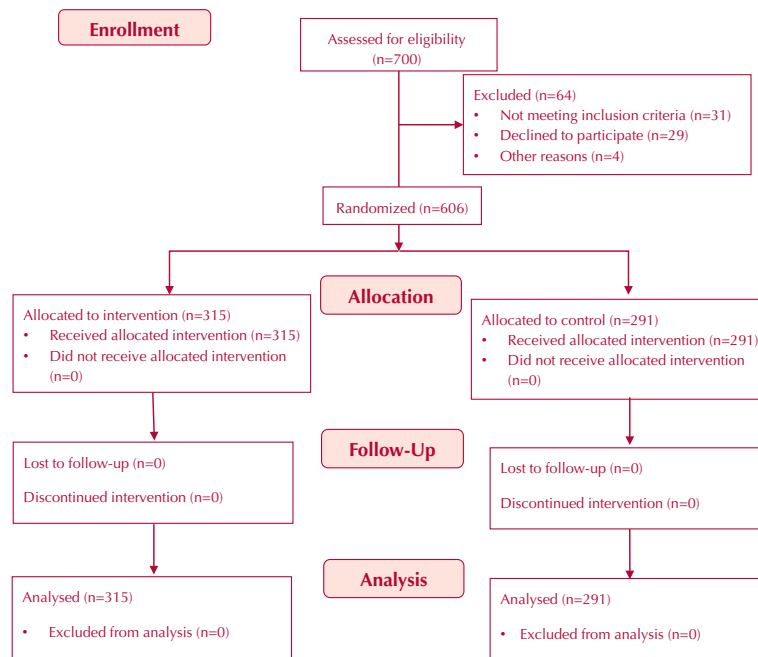 Enrollment
Assessed for eligibility
(n=700)
Excluded (n=64)
• Not meeting inclusion criteria (n=31)
• Declined to participate (n=29)
• Other reasons (n=4)
Randomized (n=606)
Allocation
Allocated to intervention (n=315)
• Received allocated intervention (n=315)
• Did not receive allocated intervention
(n=0)
Allocated to control (n=291)
• Received allocated intervention (n=291)
• Did not receive allocated intervention
(n=0)
Follow-Up
Lost to follow-up (n=0)
Discontinued intervention (n=0)
Lost to follow-up (n=0)
Discontinued intervention (n=0)
Analysis
Analysed (n=315)
• Excluded from analysis (n=0)
Analysed (n=291)
• Excluded from analysis (n=0)